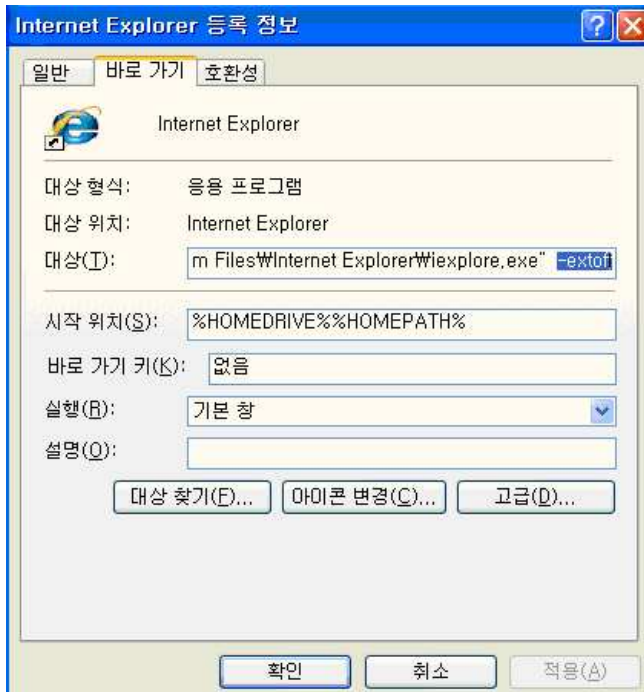 Internet Explorer 등록 정보
일반 바로 가기 호환성
Internet Explorer
대상 형식: 응용 프로그램
대상 위치: Internet Explorer
대상(T): m Files₩Internet Explorer₩iexplore.exe" -extoff
시작 위치(S): %HOMEDRIVE%%HOMEPATH%
바로 가기 키(K): 없음
실행(R): 기본 창
설명(O):
대상 찾기(F)... 아이콘 변경(C)... 고급(D)...
확인 취소 적용(A)